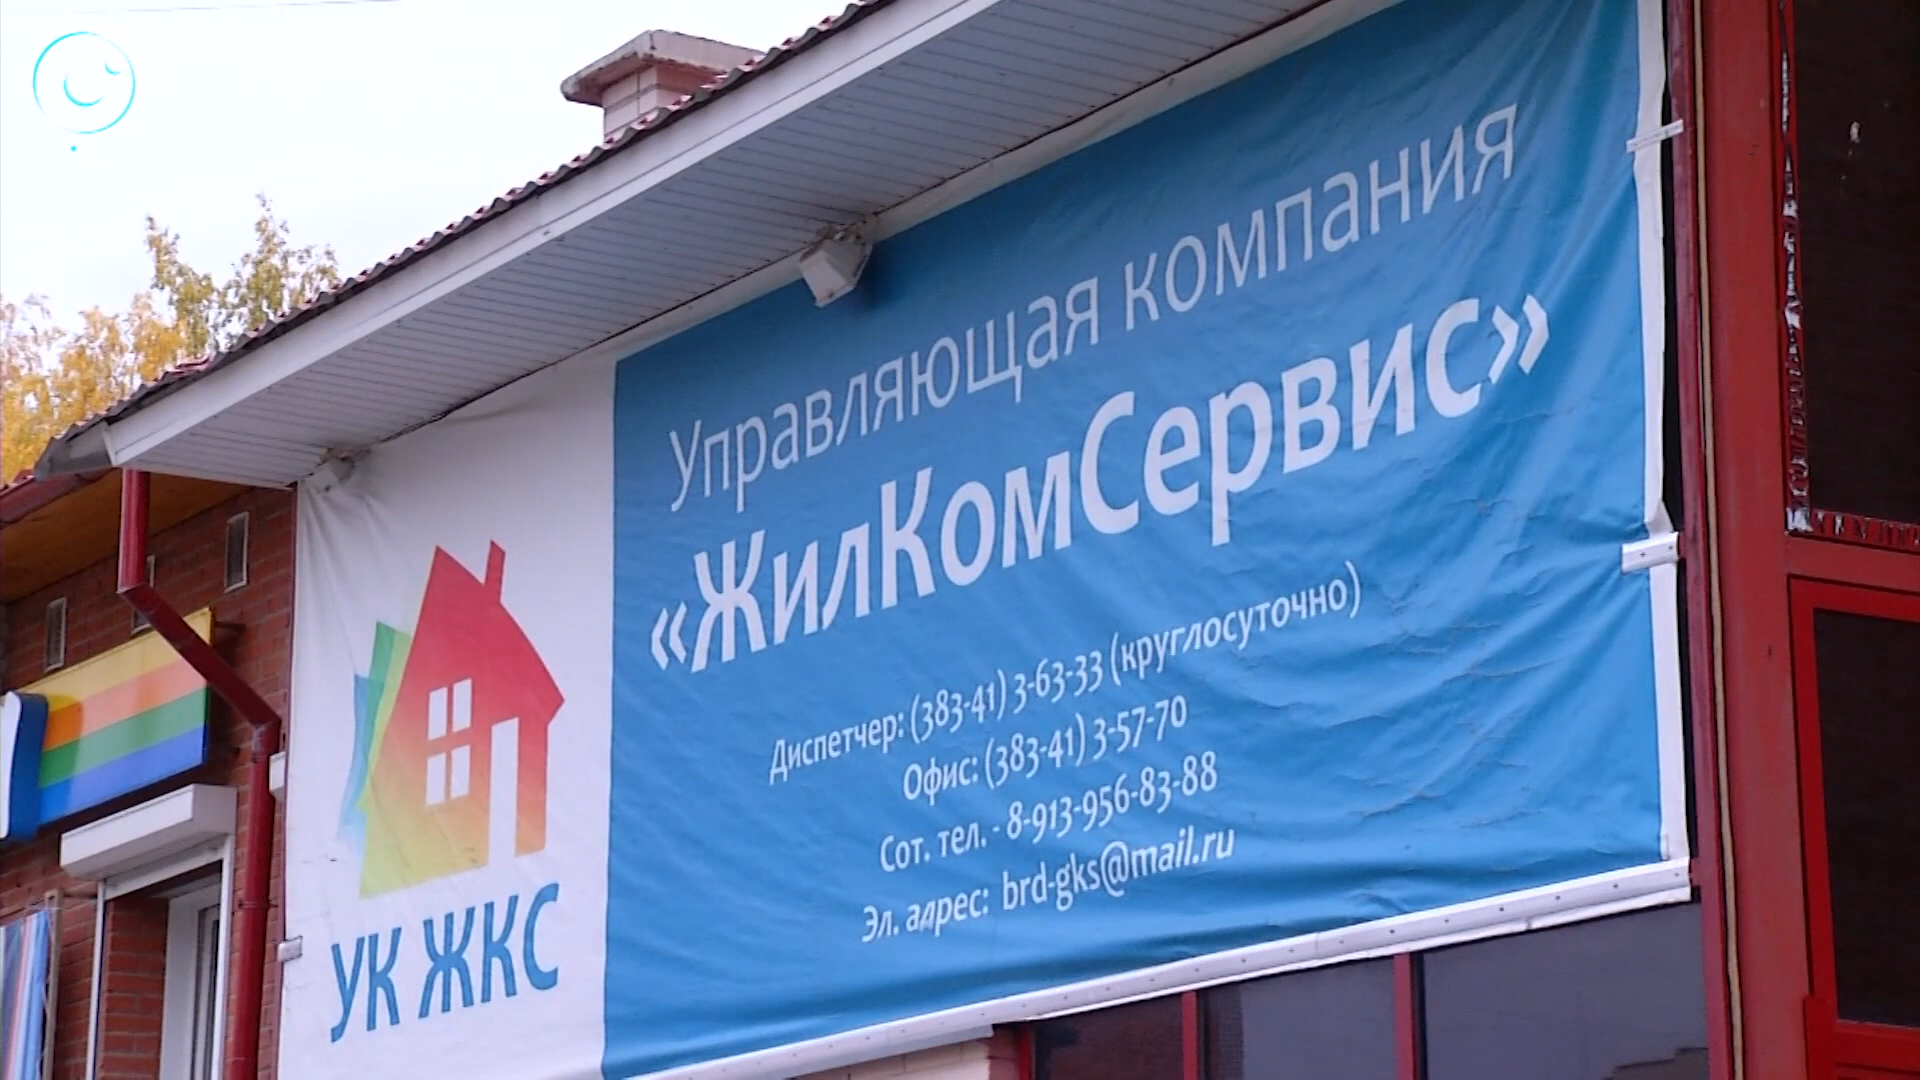 Управляющая компания
«ЖилКомСервис»
Диспетчер: (383-41) 3-63-33 (круглосуточно)
Офис: (383-41) 3-57-70
Сот. тел. - 8-913-956-83-88
Эл. адрес: brd-gks@mail.ru
УК ЖКС